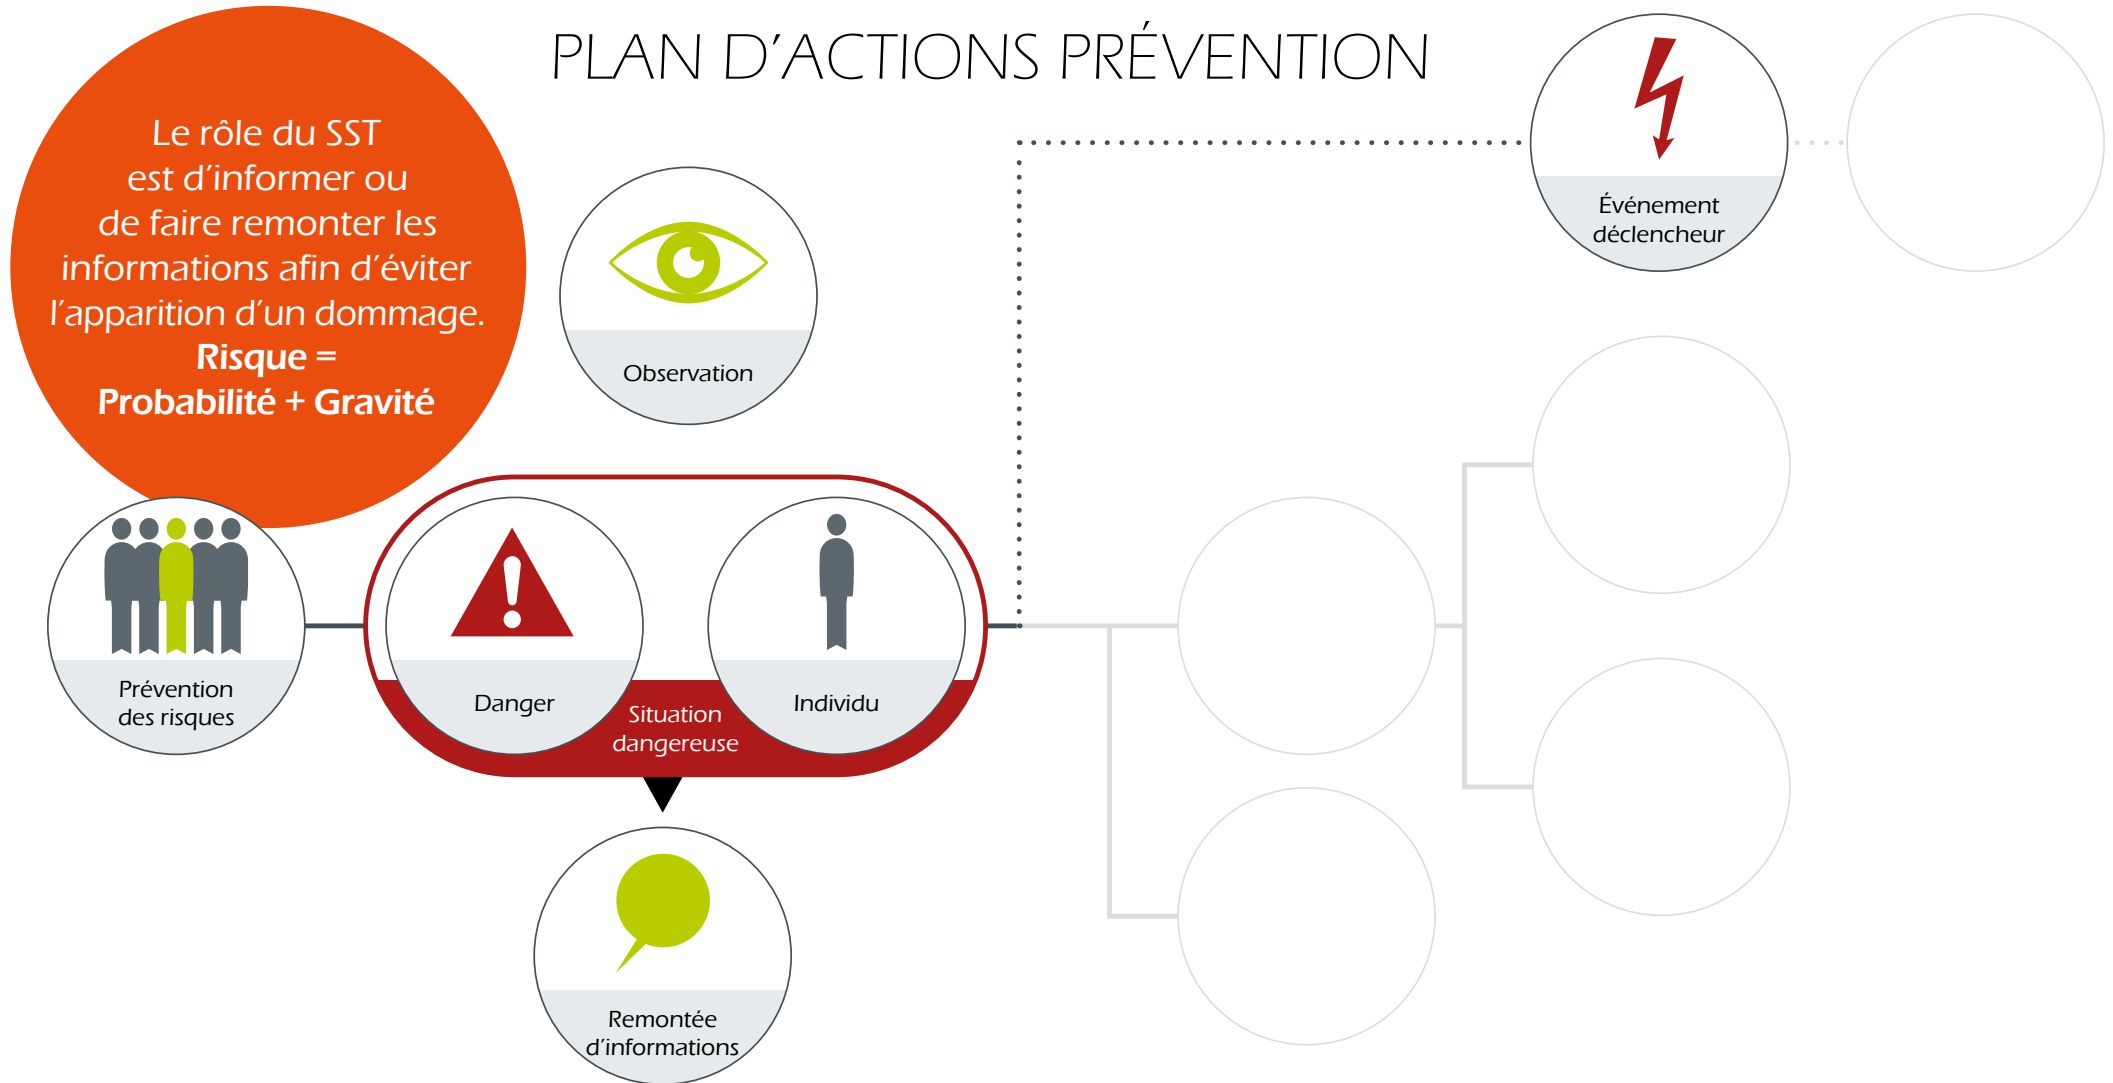 PLAN D'ACTIONS PRÉVENTION
Le rôle du SST
est d'informer ou
de faire remonter les
informations afin d'éviter
l'apparition d'un dommage.
Risque =
Probabilité + Gravité
Observation
Événement
déclencheur
Prévention
des risques
Danger
Situation
dangereuse
Individu
Remontée
d'informations